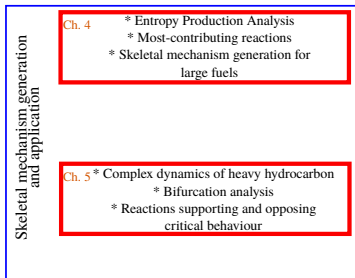 Skeletal mechanism generation
and application
Ch. 4
* Entropy Production Analysis
* Most-contributing reactions
* Skeletal mechanism generation for
large fuels
Ch. 5
* Complex dynamics of heavy hydrocarbon
* Bifurcation analysis
* Reactions supporting and opposing
critical behaviour